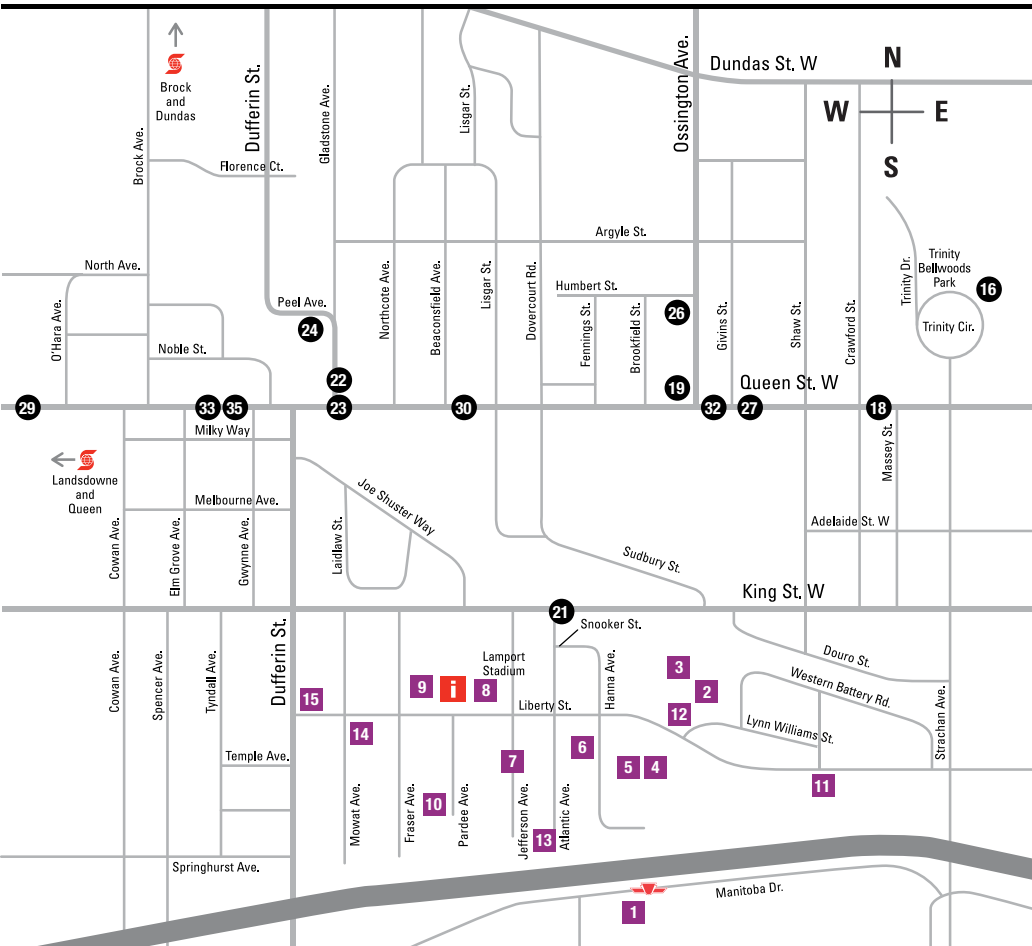 Dundas St. W
N
W
E
S
Brock
and
Dundas
Brock Ave.
Dufferin St.
Gladstone Ave.
Lisgar St.
Ossington Ave.
Florence Ct.
Argyle St.
North Ave.
O'Hara Ave.
Peel Ave.
24
Northcote Ave.
Beaconsfield Ave.
Lisgar St.
Dovercourt Rd.
Humbert St.
Fennings St.
Brookfield St.
26
Givins St.
Shaw St.
Crawford St.
Trinity Dr.
Trinity
Bellwoods
Park
16
Trinity Cir.
Noble St.
22
19
Queen St. W
29
33
35
23
30
32
27
18
Milky Way
Landsdowne
and
Queen
Melbourne Ave.
Cowan Ave.
Elm Grove Ave.
Gwynne Ave.
Laidlaw St.
Joe Shuster Way
Sudbury St.
Massey St.
Adelaide St. W
King St. W
21
Snooker St.
Cowan Ave.
Spencer Ave.
Tyndall Ave.
Dufferin St.
Lamport
Stadium
Hanna Ave.
Douro St.
Western Battery Rd.
Strachan Ave.
3
2
9
i
8
15
Liberty St.
12
Lynn Williams St.
14
6
7
5
4
11
Temple Ave.
Mowat Ave.
Fraser Ave.
10
Pardee Ave.
Jefferson Ave.
13
Atlantic Ave.
Springhurst Ave.
Manitoba Dr.
1